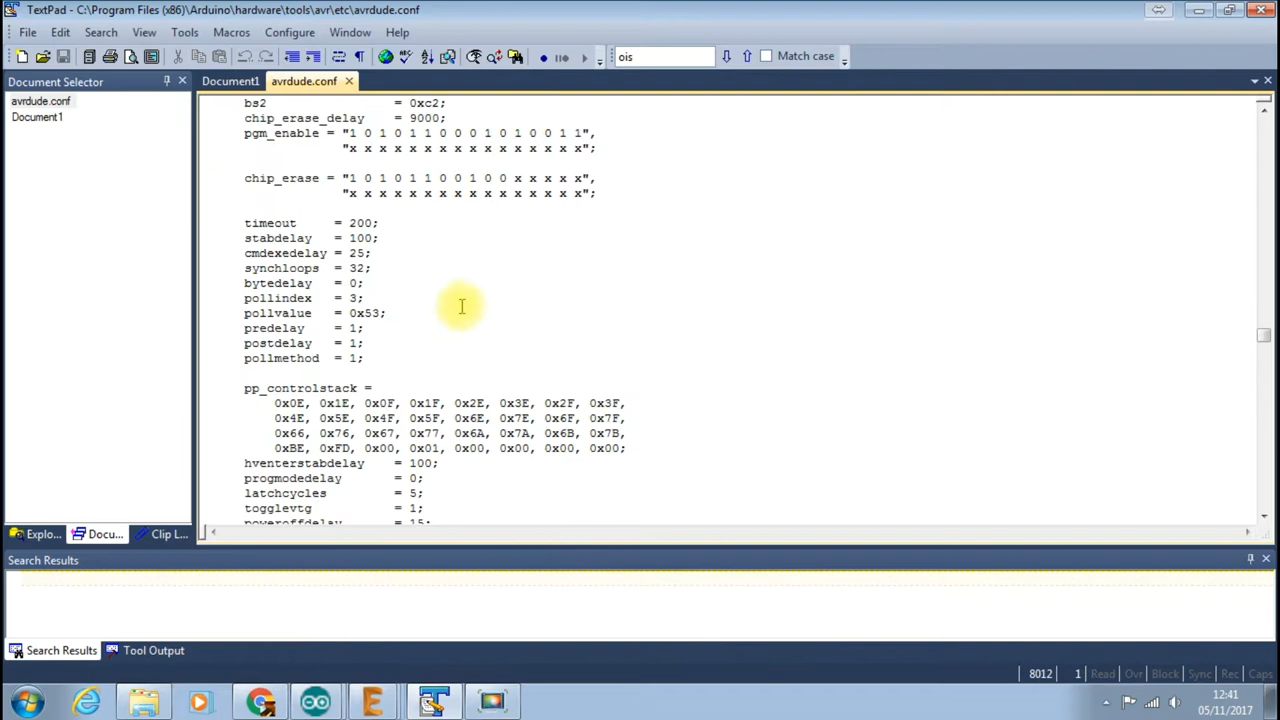 TextPad - C:\Program Files (x86)\Arduino\hardware\tools\avr\etc\avrdude.conf
File Edit Search View Tools Macros Configure Window Help
ois Match case
Document Selector
avrdude.conf
Document1
Document1 avrdude.conf
bs2 = 0xc2;
chip_erase_delay = 9000;
pgm_enable = "1 0 1 0 1 1 0 0 0 1 0 1 0 0 1 1",
"x x x x x x x x x x x x x x x x";
chip_erase = "1 0 1 0 1 1 0 0 1 0 0 x x x x x",
"x x x x x x x x x x x x x x x x";
timeout = 200;
stabdelay = 100;
cmdexedelay = 25;
synchloops = 32;
bytedelay = 0;
pollindex = 3;
pollvalue = 0x53;
predelay = 1;
postdelay = 1;
pollmethod = 1;
pp_controlstack =
0x0E, 0x1E, 0x0F, 0x1F, 0x2E, 0x3E, 0x2F, 0x3F,
0x4E, 0x5E, 0x4F, 0x5F, 0x6E, 0x7E, 0x6F, 0x7F,
0x66, 0x76, 0x67, 0x77, 0x6A, 0x7A, 0x6B, 0x7B,
0xBE, 0xFD, 0x00, 0x01, 0x00, 0x00, 0x00, 0x00;
hventerstabdelay = 100;
progmodedelay = 0;
latchcycles = 5;
togglevtg = 1;
poweroffdelay = 15;
Explo... Docu... Clip L...
Search Results
Search Results Tool Output
8012 1 Read Ovr Block Sync Rec Caps
12:41
05/11/2017